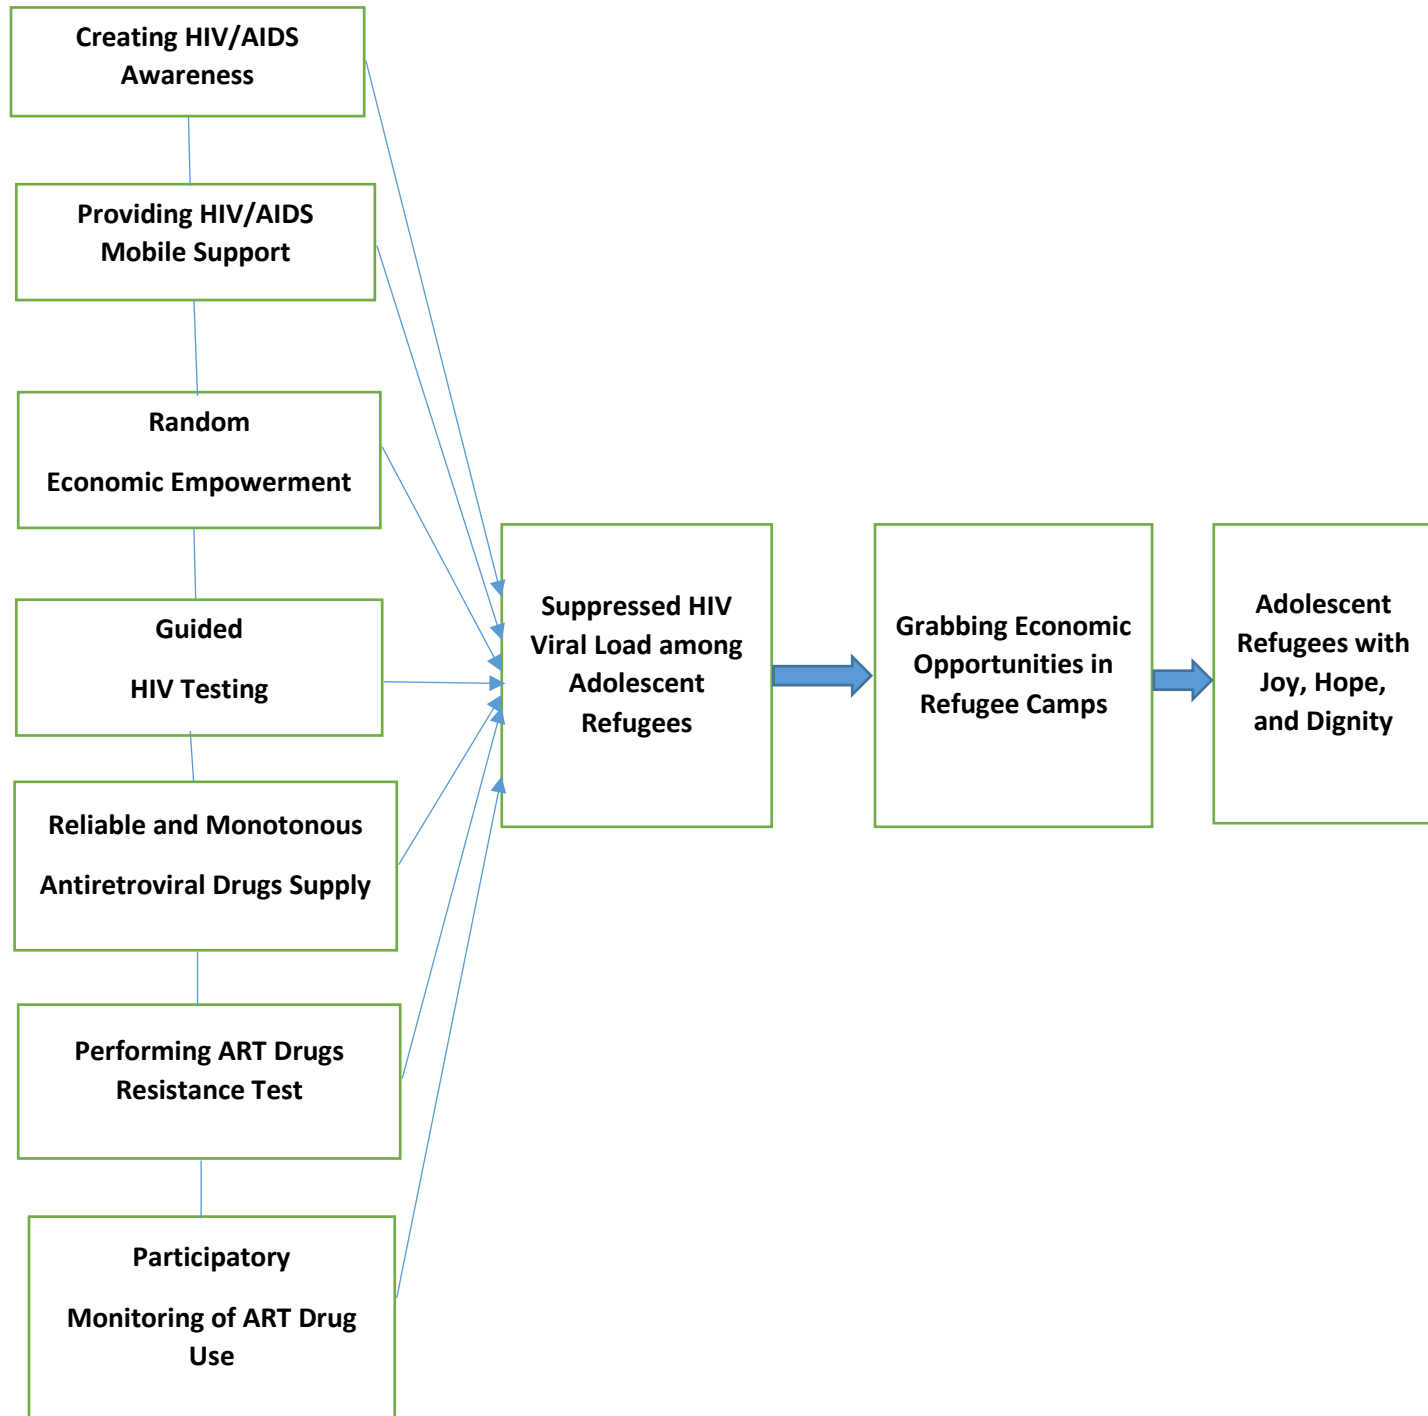 Creating HIV/AIDS
Awareness
Providing HIV/AIDS
Mobile Support
Random
Economic Empowerment
Guided
HIV Testing
Reliable and Monotonous
Antiretroviral Drugs Supply
Performing ART Drugs
Resistance Test
Participatory
Monitoring of ART Drug
Use
Suppressed HIV
Viral Load among
Adolescent
Refugees
Grabbing Economic
Opportunities in
Refugee Camps
Adolescent
Refugees with
Joy, Hope,
and Dignity